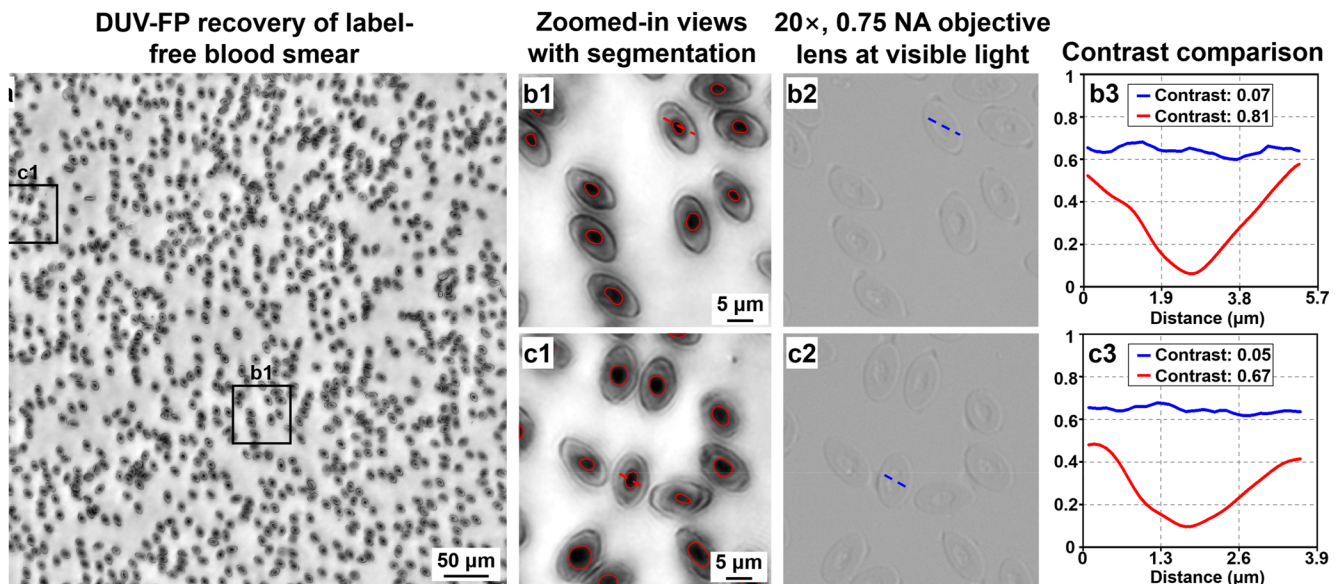 DUV-FP recovery of label-
free blood smear
Zoomed-in views
with segmentation
20×, 0.75 NA objective
lens at visible light
Contrast comparison
c1
b1
50 μm
b1
5 μm
b2
b3
Contrast: 0.07
Contrast: 0.81
1
0.8
0.6
0.4
0.2
0
0
1.9
3.8
5.7
Distance (μm)
c1
5 μm
c2
c3
Contrast: 0.05
Contrast: 0.67
1
0.8
0.6
0.4
0.2
0
0
1.3
2.6
3.9
Distance (μm)